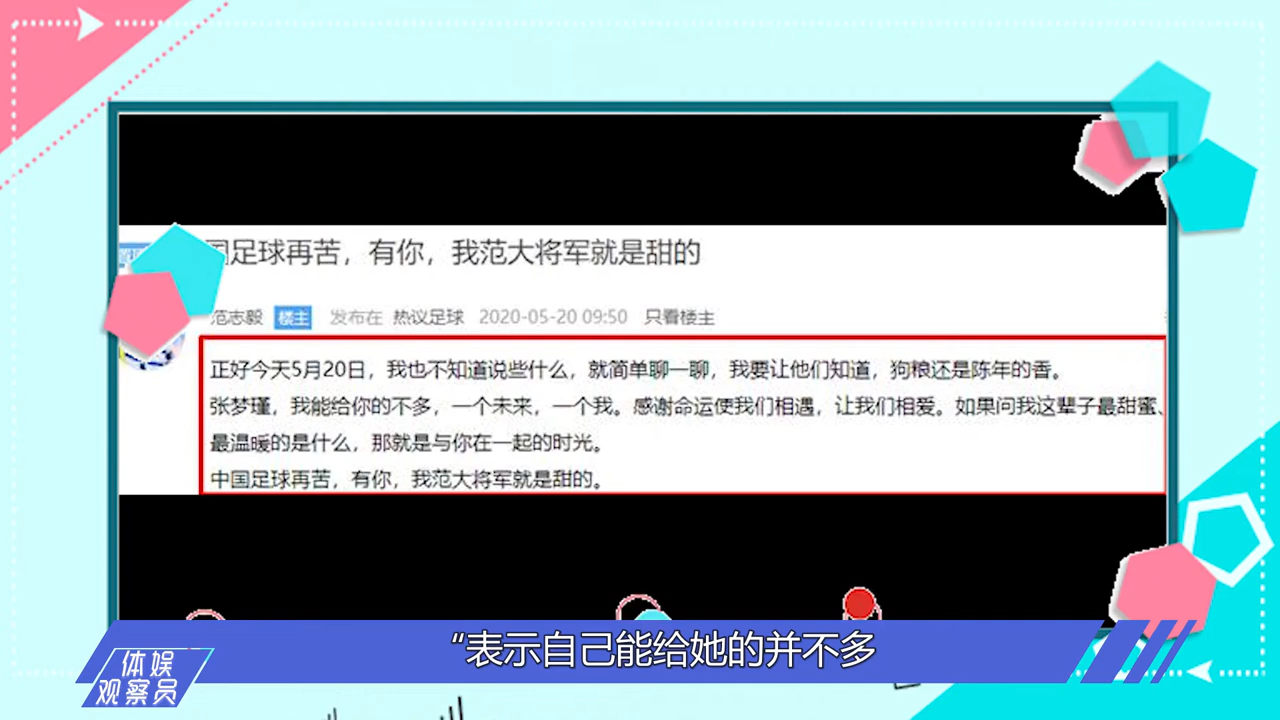 国足球再苦，有你，我范大将军就是甜的
范志毅 楼主 发布在 热议足球 2020-05-20 09:50 只看楼主
正好今天5月20日，我也不知道说些什么，就简单聊一聊，我要让他们知道，狗粮还是陈年的香。
张梦瑾，我能给你的不多，一个未来，一个我。感谢命运使我们相遇，让我们相爱。如果问我这辈子最甜蜜、
最温暖的是什么，那就是与你在一起的时光。
中国足球再苦，有你，我范大将军就是甜的。
“表示自己能给她的并不多
体娱
观察员